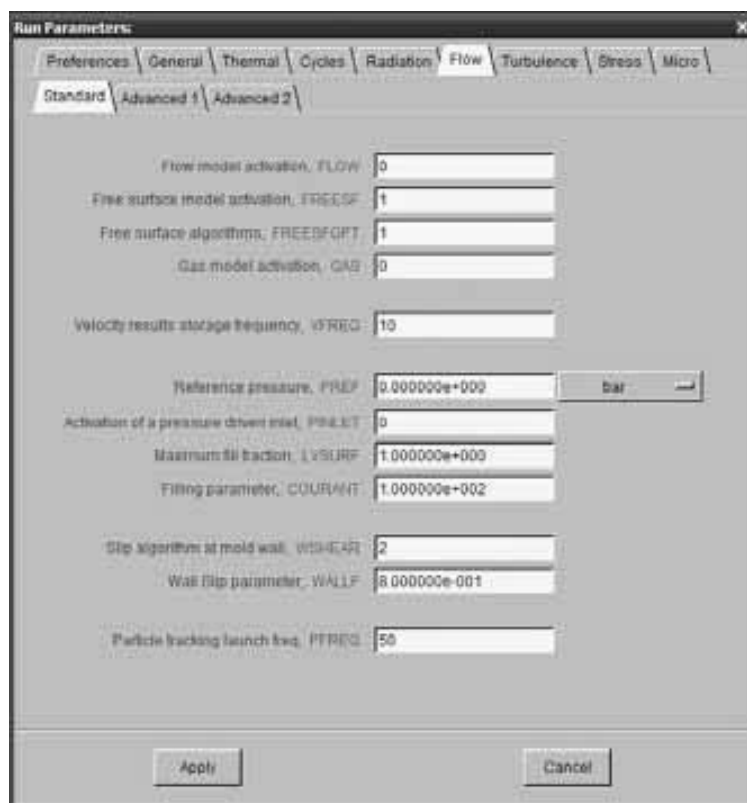 Run Parameters:
Preferences General Thermal Cycles Radiation Flow Turbulence Stress Micro
Standard Advanced 1 Advanced 2
Flow model activation, FLOW 0
Free surface model activation, FREESF 1
Free surface algorithms, FREESFOPT 1
Gas model activation, GAS 0
Velocity results storage frequency, VFREQ 10
Reference pressure, PREF 0.000000e+000 bar
Activation of a pressure driven inlet, PINLET 0
Maximum fill fraction, LVSURF 1.000000e+000
Filling parameter, COURANT 1.000000e+002
Slip algorithm at mold wall, WSHEAR 2
Wall Slip parameter, WALLF 8.000000e-001
Particle tracking launch freq, PFREQ 50
Apply Cancel